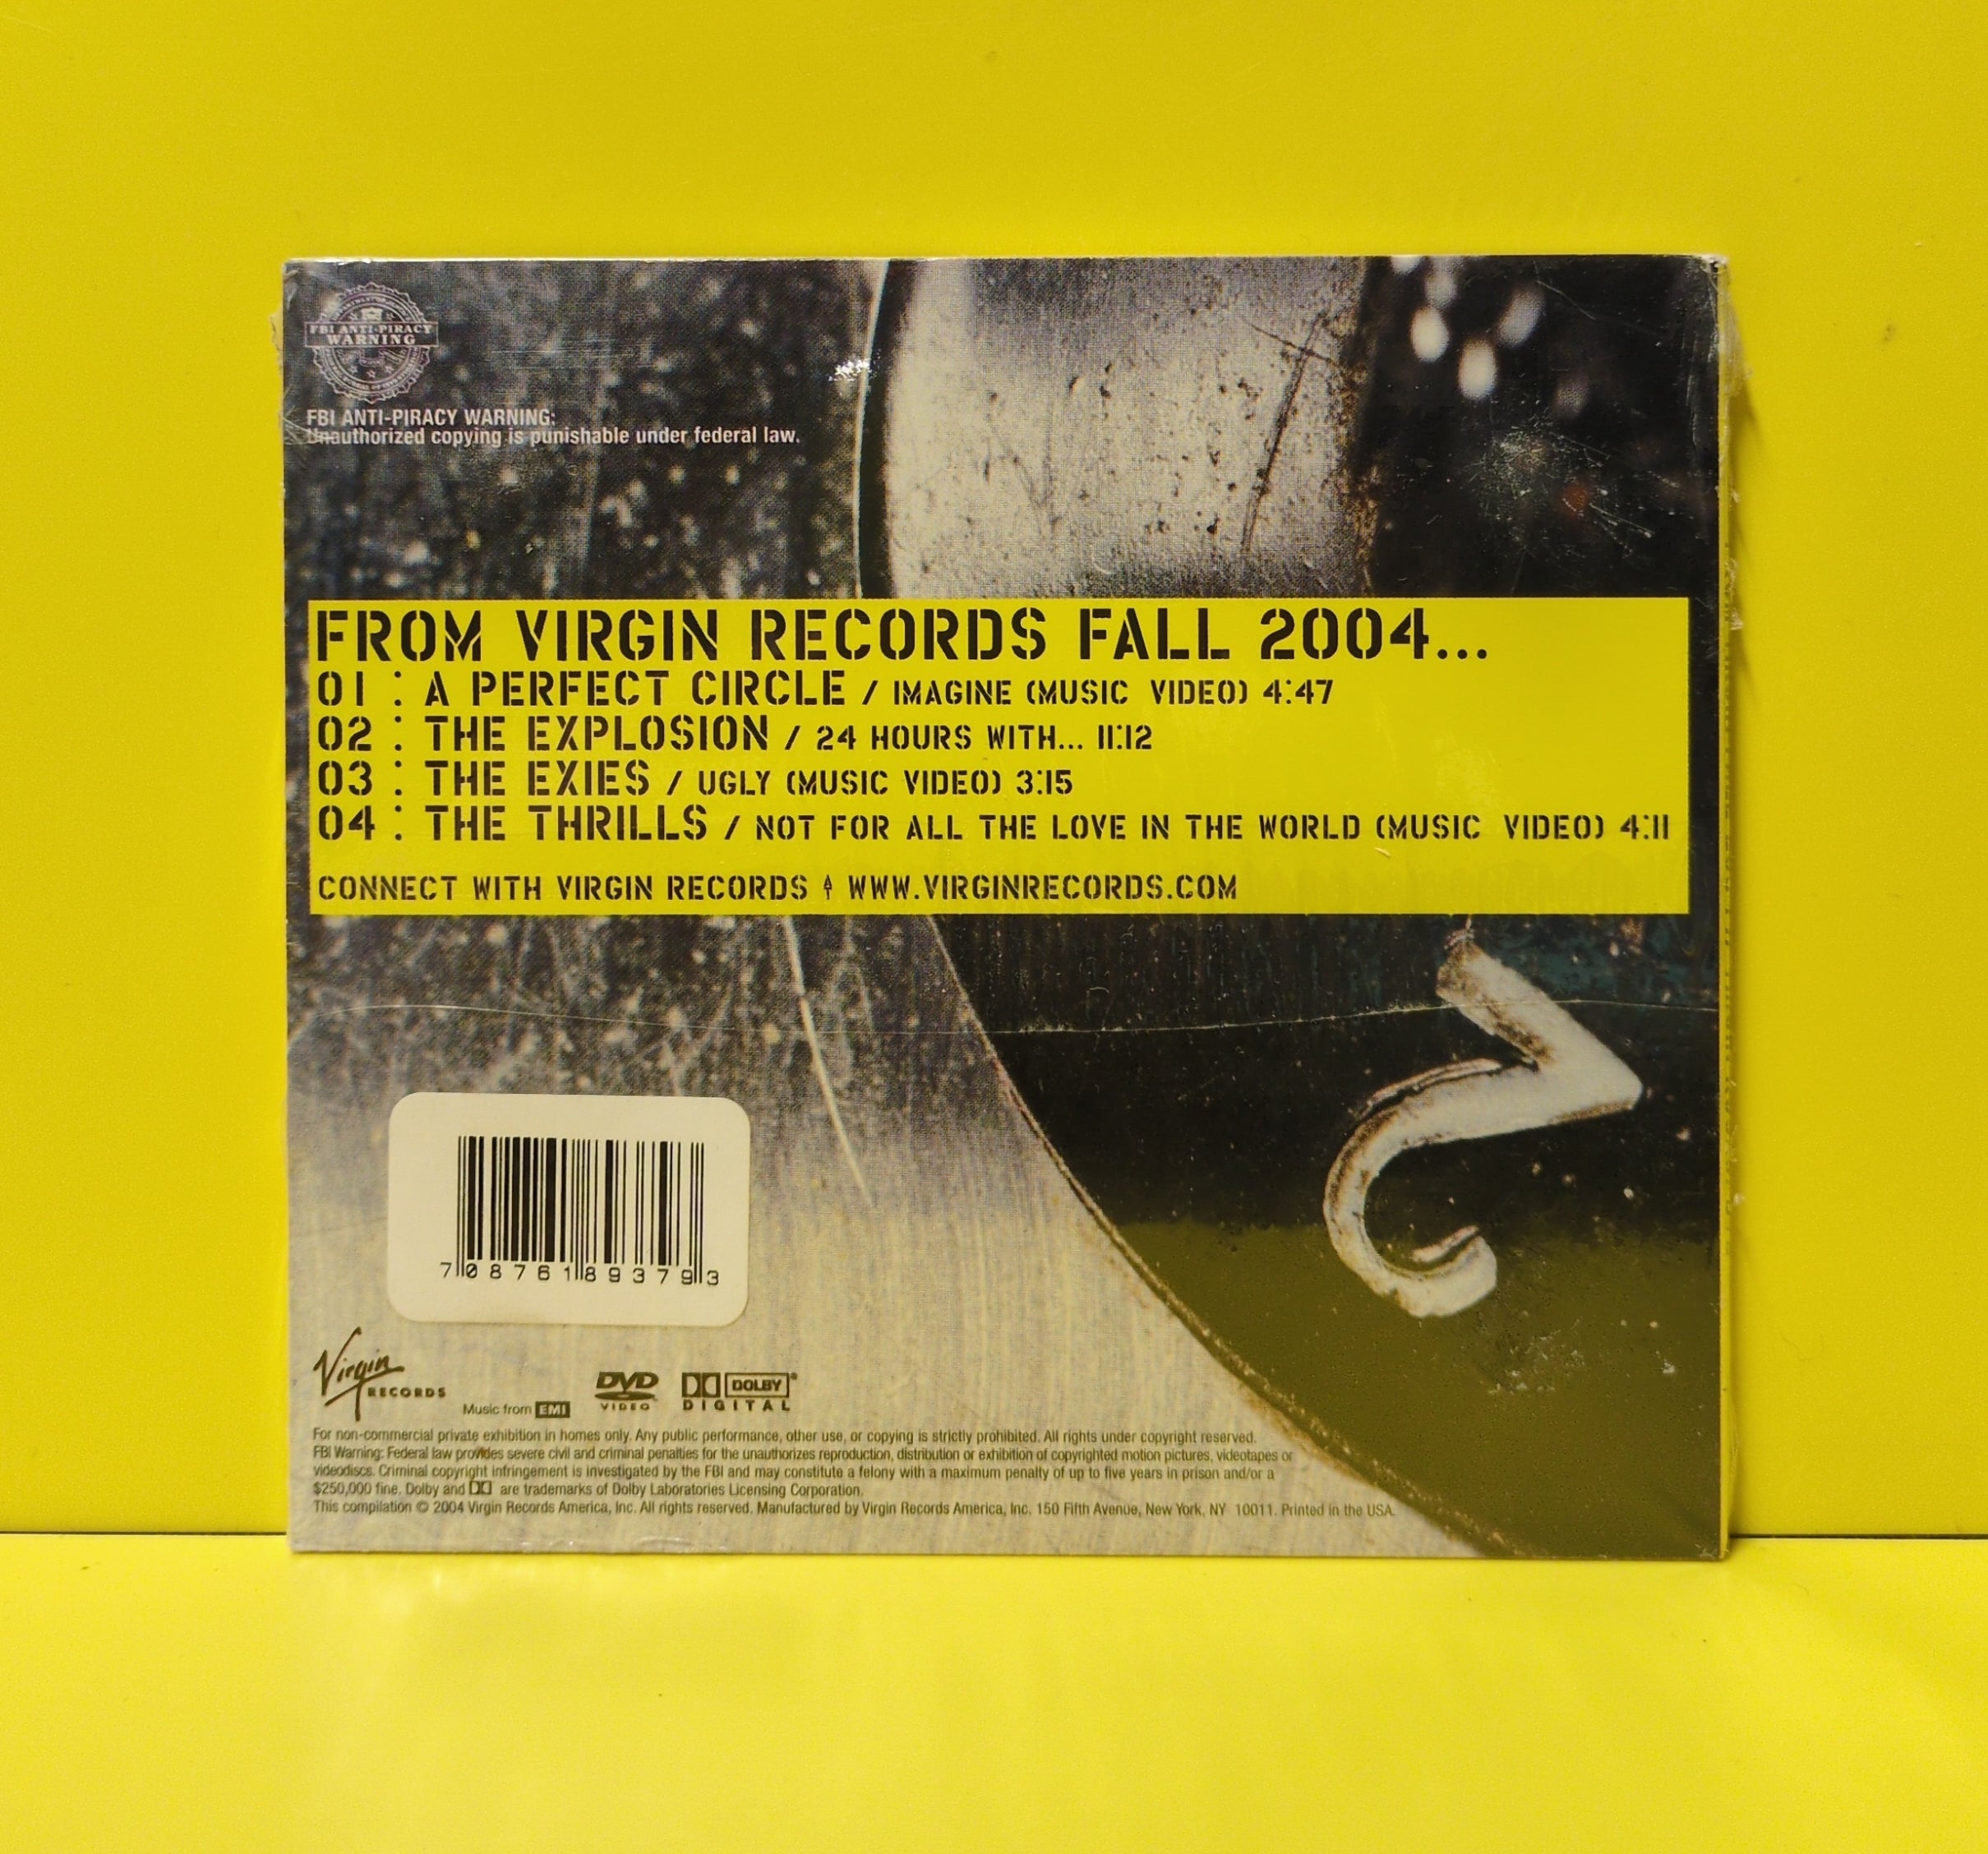 FBI ANTI-PIRACY
WARNING
FBI ANTI-PIRACY WARNING:
Unauthorized copying is punishable under federal law.
FROM VIRGIN RECORDS FALL 2004...
01 : A PERFECT CIRCLE / IMAGINE (MUSIC VIDEO) 4:47
02 : THE EXPLOSION / 24 HOURS WITH... 11:12
03 : THE EXIES / UGLY (MUSIC VIDEO) 3:15
04 : THE THRILLS / NOT FOR ALL THE LOVE IN THE WORLD (MUSIC VIDEO) 4:11
CONNECT WITH VIRGIN RECORDS WWW.VIRGINRECORDS.COM
2
7 08761 89379 3
Virgin
RECORDS
Music from EMI
DVD
VIDEO
DOLBY
DIGITAL
For non-commercial private exhibition in homes only. Any public performance, other use, or copying is strictly prohibited. All rights under copyright reserved.
FBI Warning: Federal law provides severe civil and criminal penalties for the unauthorizes reproduction, distribution or exhibition of copyrighted motion pictures, videotapes or
videodiscs. Criminal copyright infringement is investigated by the FBI and may constitute a felony with a maximum penalty of up to five years in prison and/or a
$250,000 fine. Dolby and are trademarks of Dolby Laboratories Licensing Corporation.
This compilation © 2004 Virgin Records America, Inc. All rights reserved. Manufactured by Virgin Records America, Inc. 150 Fifth Avenue, New York, NY 10011. Printed in the USA.